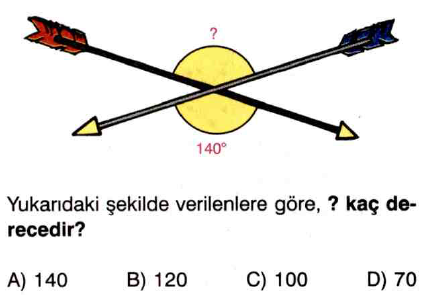 ?
140°
Yukarıdaki şekilde verilenlere göre, ? kaç de-
recedir?
A) 140 B) 120 C) 100 D) 70